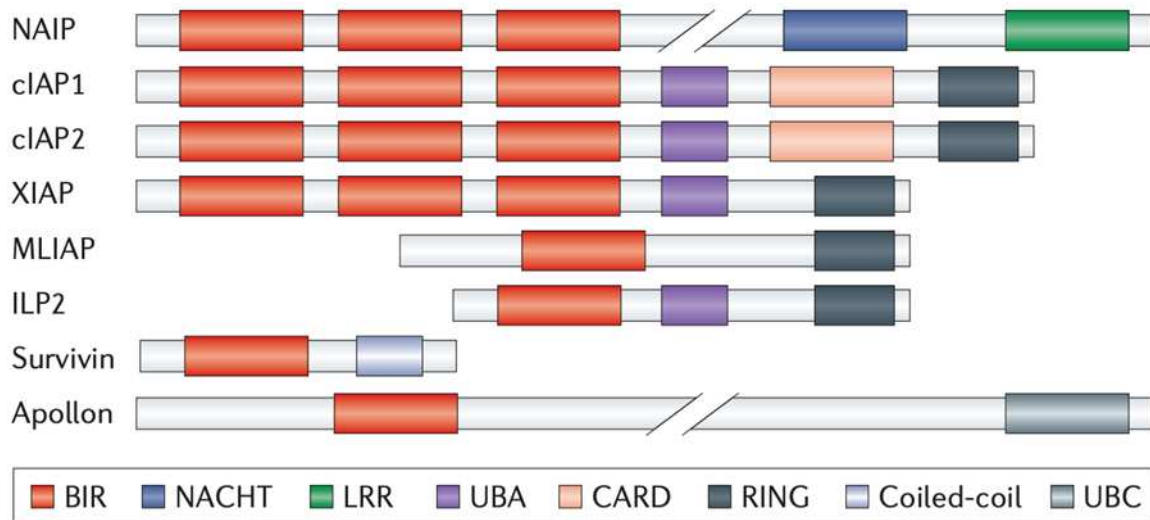 NAIP
cIAP1
cIAP2
XIAP
MLIAP
ILP2
Survivin
Apollon
BIR NACHT LRR UBA CARD RING Coiled-coil UBC